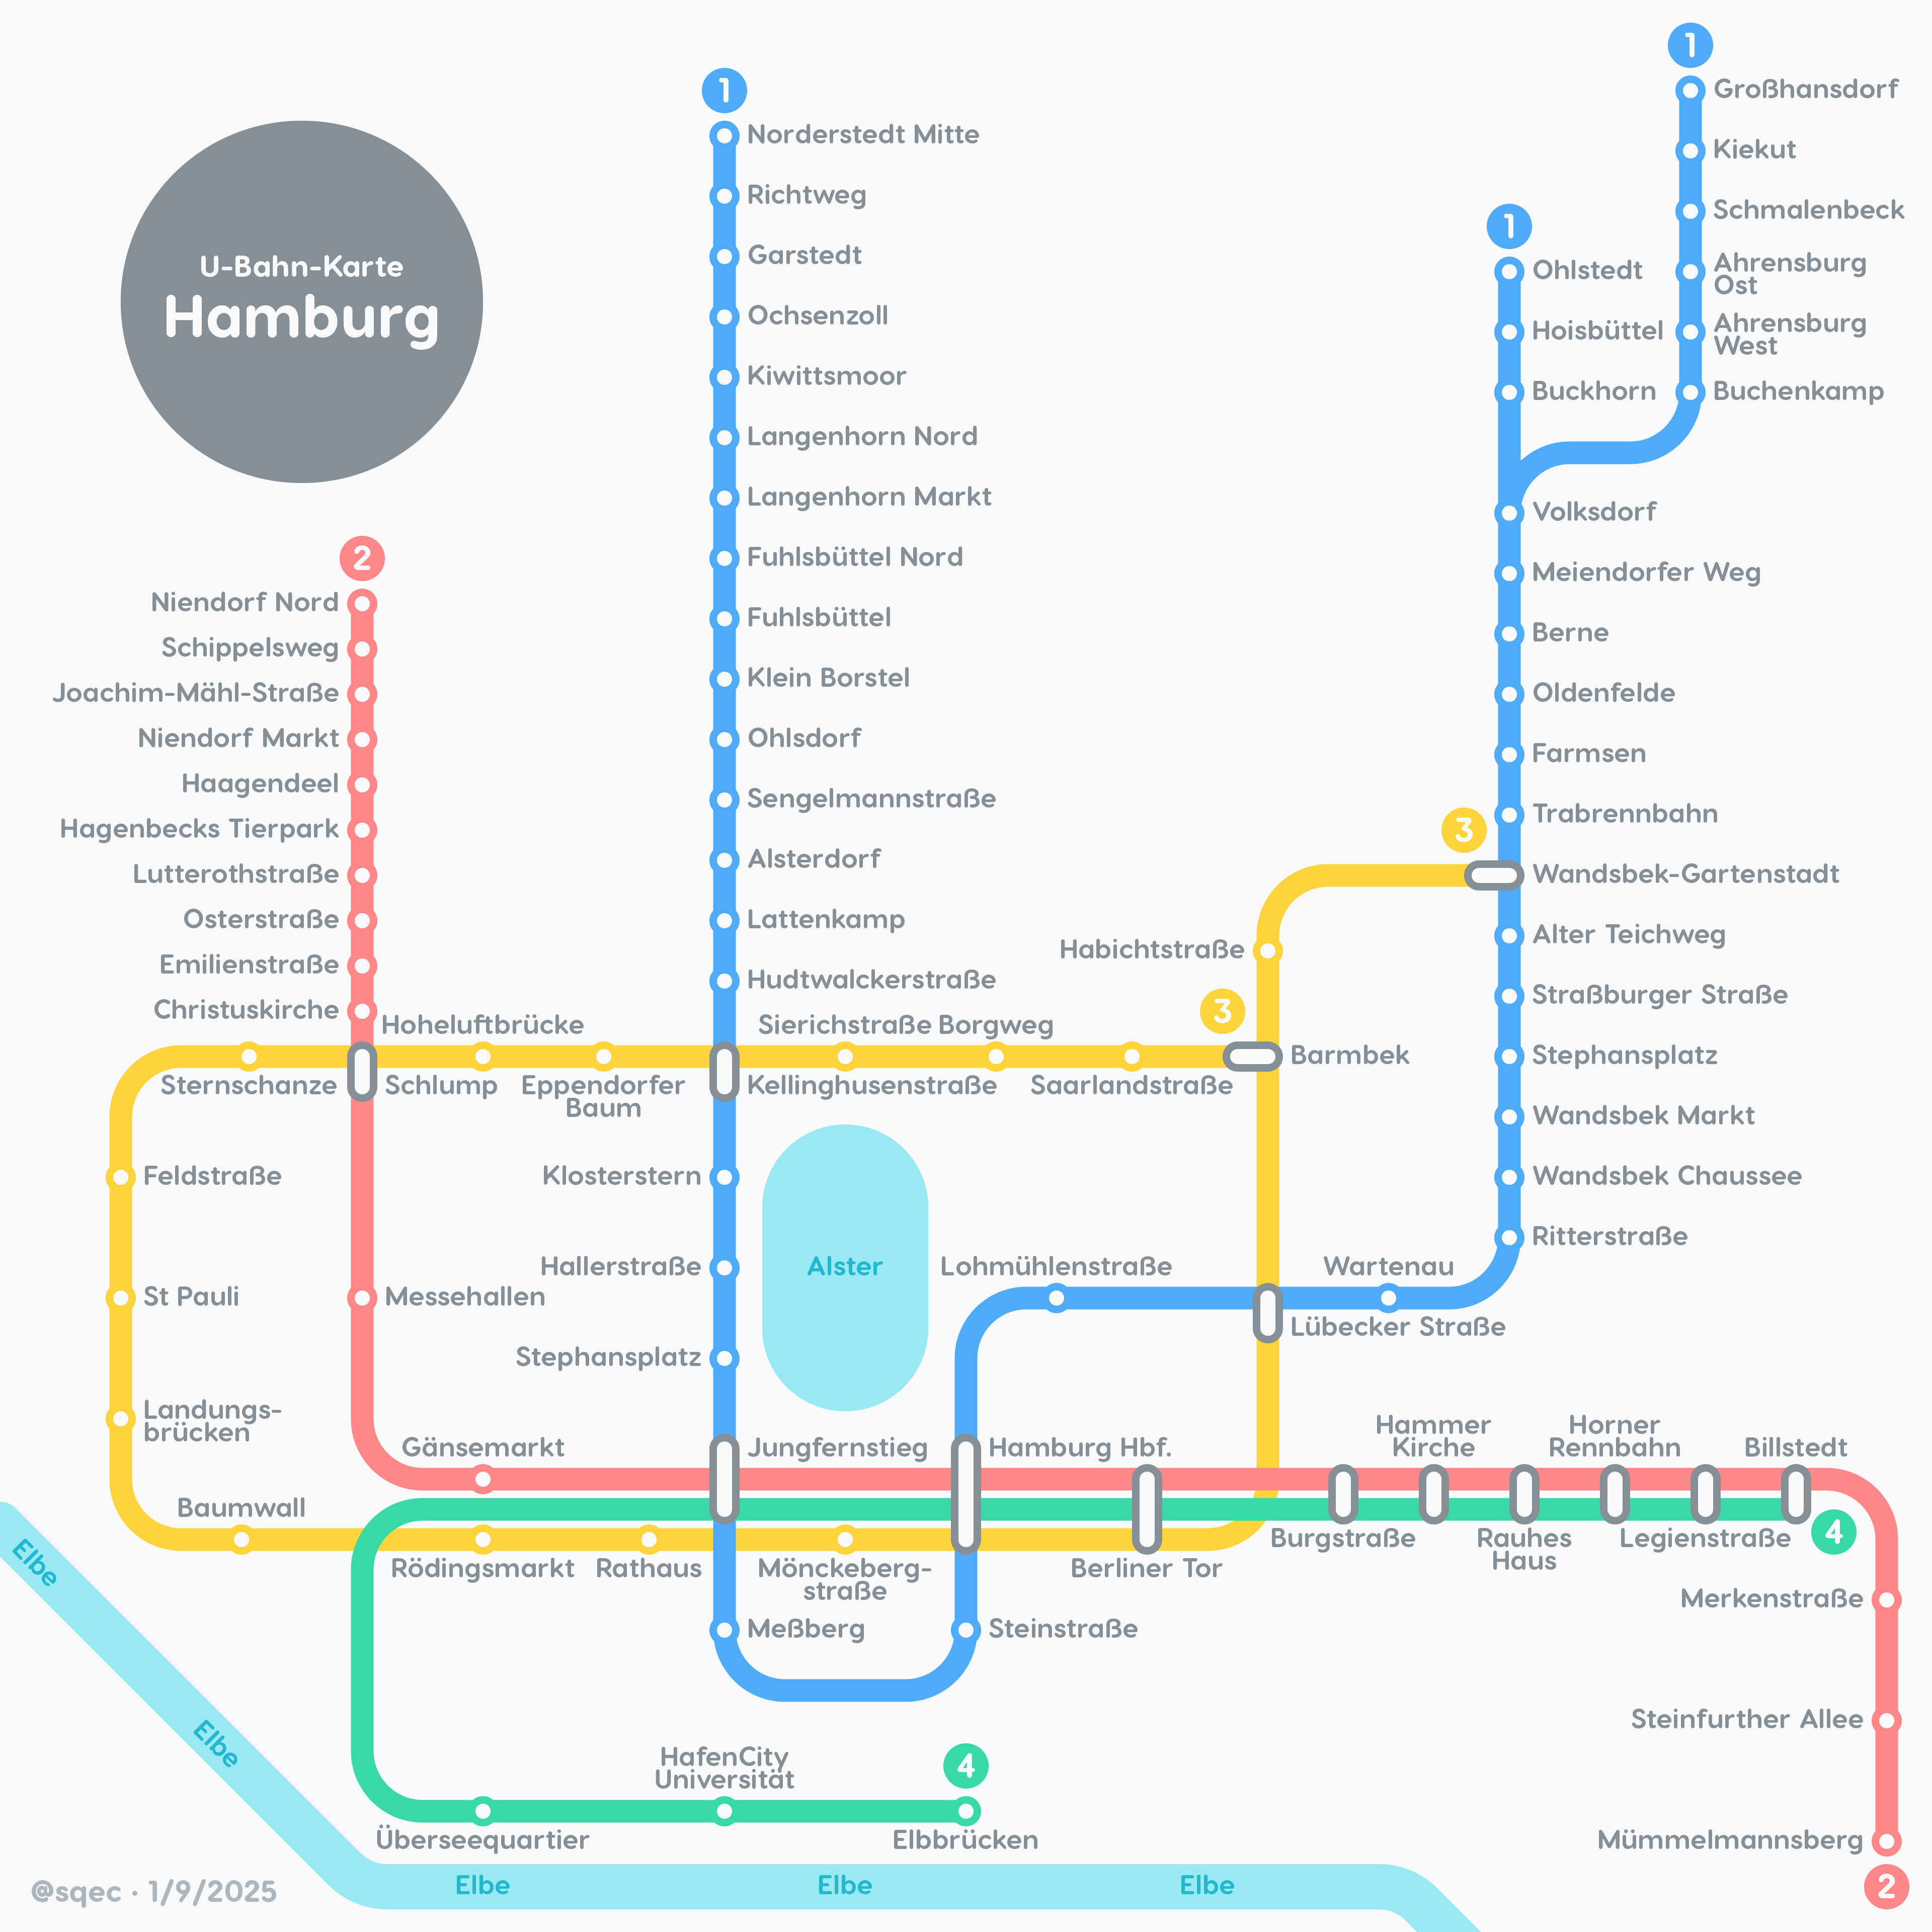 U-Bahn-Karte
Hamburg
1
Norderstedt Mitte
Richtweg
Garstedt
Ochsenzoll
Kiwittsmoor
Langenhorn Nord
Langenhorn Markt
Fuhlsbüttel Nord
Fuhlsbüttel
Klein Borstel
Ohlsdorf
Sengelmannstraße
Alsterdorf
Lattenkamp
Hudtwalckerstraße
1
Großhansdorf
Kiekut
Schmalenbeck
Ahrensburg
Ost
Ahrensburg
West
Buchenkamp
1
Ohlstedt
Hoisbüttel
Buckhorn
Volksdorf
Meiendorfer Weg
Berne
Oldenfelde
Farmsen
Trabrennbahn
3
Wandsbek-Gartenstadt
Alter Teichweg
Straßburger Straße
Stephansplatz
Wandsbek Markt
Wandsbek Chaussee
Ritterstraße
2
Niendorf Nord
Schippelsweg
Joachim-Mähl-Straße
Niendorf Markt
Haagendeel
Hagenbecks Tierpark
Lutterothstraße
Osterstraße
Emilienstraße
Christuskirche
Habichtstraße
3
Hoheluftbrücke
Sierichstraße
Borgweg
Barmbek
Sternschanze
Schlump
Eppendorfer
Baum
Kellinghusenstraße
Saarlandstraße
Feldstraße
St Pauli
Landungs-
brücken
Messehallen
Klosterstern
Hallerstraße
Stephansplatz
Alster
Lohmühlenstraße
Wartenau
Lübecker Straße
Gänsemarkt
Jungfernstieg
Hamburg Hbf.
Hammer
Kirche
Horner
Rennbahn
Billstedt
Baumwall
Rödingsmarkt
Rathaus
Mönckeberg-
straße
Berliner Tor
Burgstraße
Rauhes
Haus
Legienstraße
4
Meßberg
Steinstraße
Merkenstraße
Steinfurther Allee
Mümmelmannsberg
2
HafenCity
Universität
4
Überseequartier
Elbbrücken
Elbe
Elbe
Elbe
Elbe
Elbe
@sqec · 1/9/2025